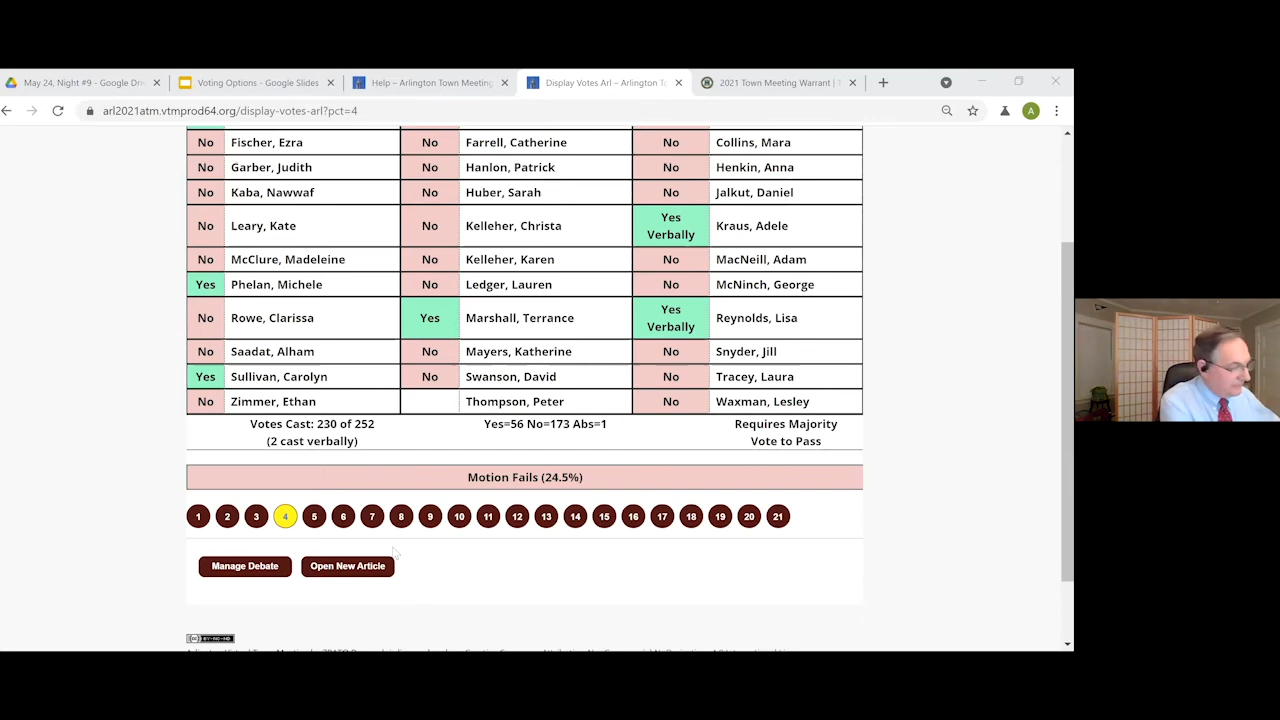 May 24, Night #9 - Google Dri
Voting Options - Google Slides
Help – Arlington Town Meeting
Display Votes Arl – Arlington T
2021 Town Meeting Warrant | T
arl2021atm.vtmprod64.org/display-votes-arl?pct=4
A
No Fischer, Ezra No Farrell, Catherine No Collins, Mara
No Garber, Judith No Hanlon, Patrick No Henkin, Anna
No Kaba, Nawwaf No Huber, Sarah No Jalkut, Daniel
No Leary, Kate No Kelleher, Christa Yes Verbally Kraus, Adele
No McClure, Madeleine No Kelleher, Karen No MacNeill, Adam
Yes Phelan, Michele No Ledger, Lauren No McNinch, George
No Rowe, Clarissa Yes Marshall, Terrance Yes Verbally Reynolds, Lisa
No Saadat, Alham No Mayers, Katherine No Snyder, Jill
Yes Sullivan, Carolyn No Swanson, David No Tracey, Laura
No Zimmer, Ethan Thompson, Peter No Waxman, Lesley
Votes Cast: 230 of 252 Yes=56 No=173 Abs=1 Requires Majority
(2 cast verbally) Vote to Pass
Motion Fails (24.5%)
1 2 3 4 5 6 7 8 9 10 11 12 13 14 15 16 17 18 19 20 21
Manage Debate Open New Article
BY-NC-ND